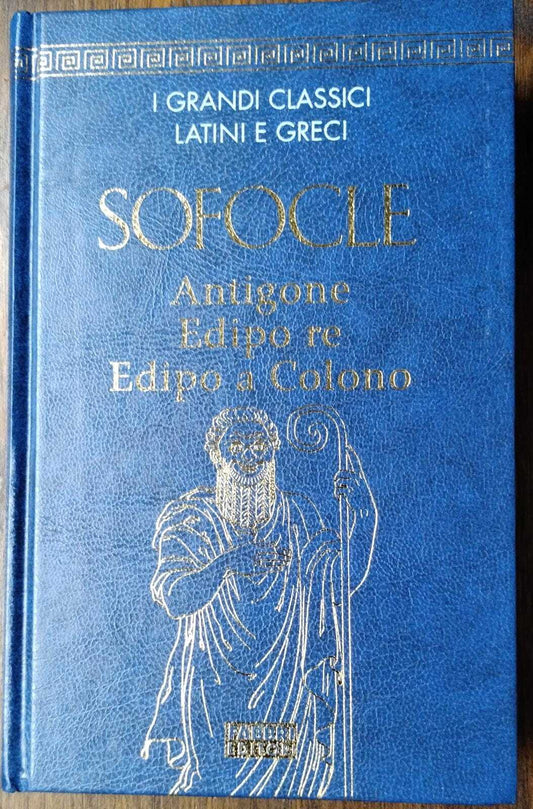 I GRANDI CLASSICI
LATINI E GRECI
SOFOCLE
Antigone
Edipo re
Edipo a Colono
FABBRI
EDITORI